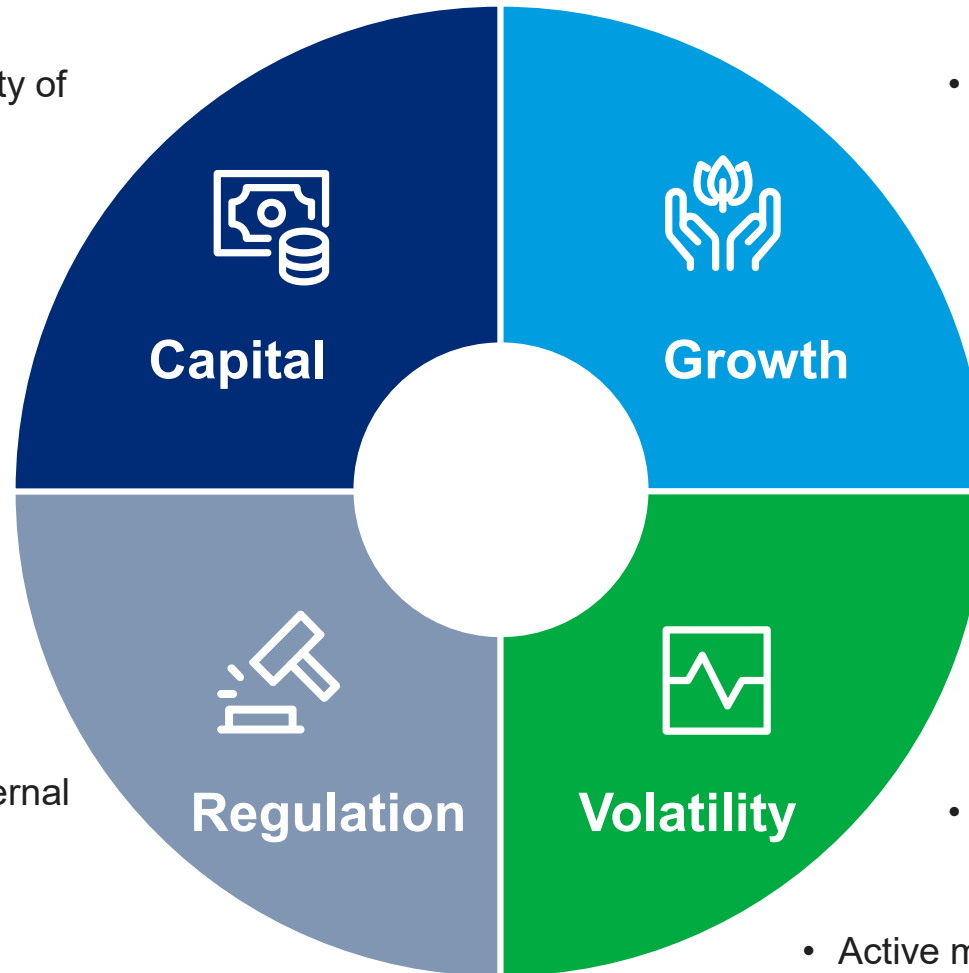 ty of
•
Capital
Growth
ernal
Regulation
Volatility
•
• Active m